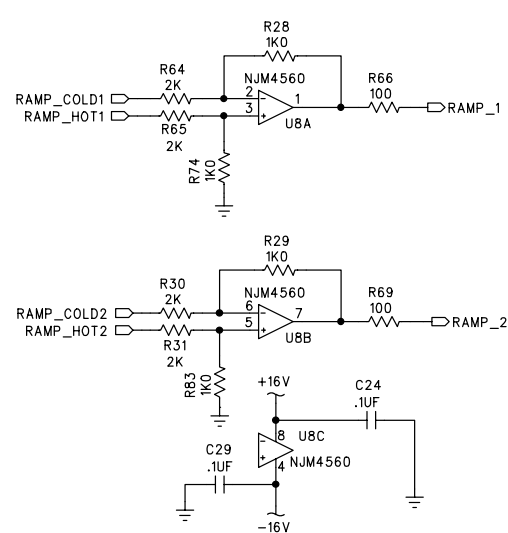 R28
1K0
R64
2K
NJM4560
R66
100
RAMP_COLD1
2
-
1
RAMP_1
RAMP_HOT1
3
+
U8A
R65
2K
R74
1K0
R29
1K0
R30
2K
NJM4560
R69
100
RAMP_COLD2
6
-
7
RAMP_2
RAMP_HOT2
5
+
U8B
R31
2K
R83
1K0
+16V
C24
.1UF
8
U8C
-
+
NJM4560
4
C29
.1UF
-16V